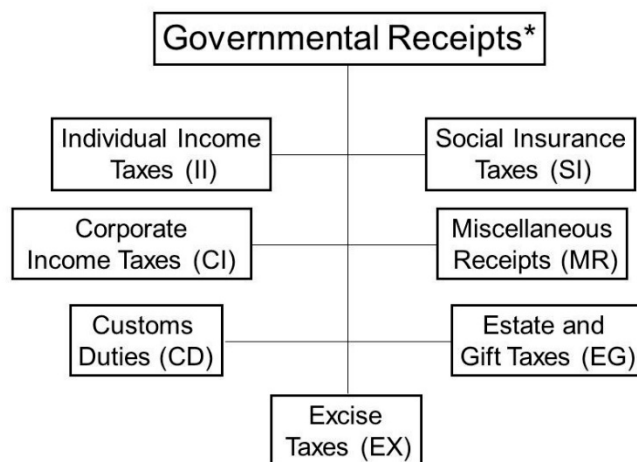 Governmental Receipts*
Individual Income
Taxes (II)
Social Insurance
Taxes (SI)
Corporate
Income Taxes (CI)
Miscellaneous
Receipts (MR)
Customs
Duties (CD)
Estate and
Gift Taxes (EG)
Excise
Taxes (EX)